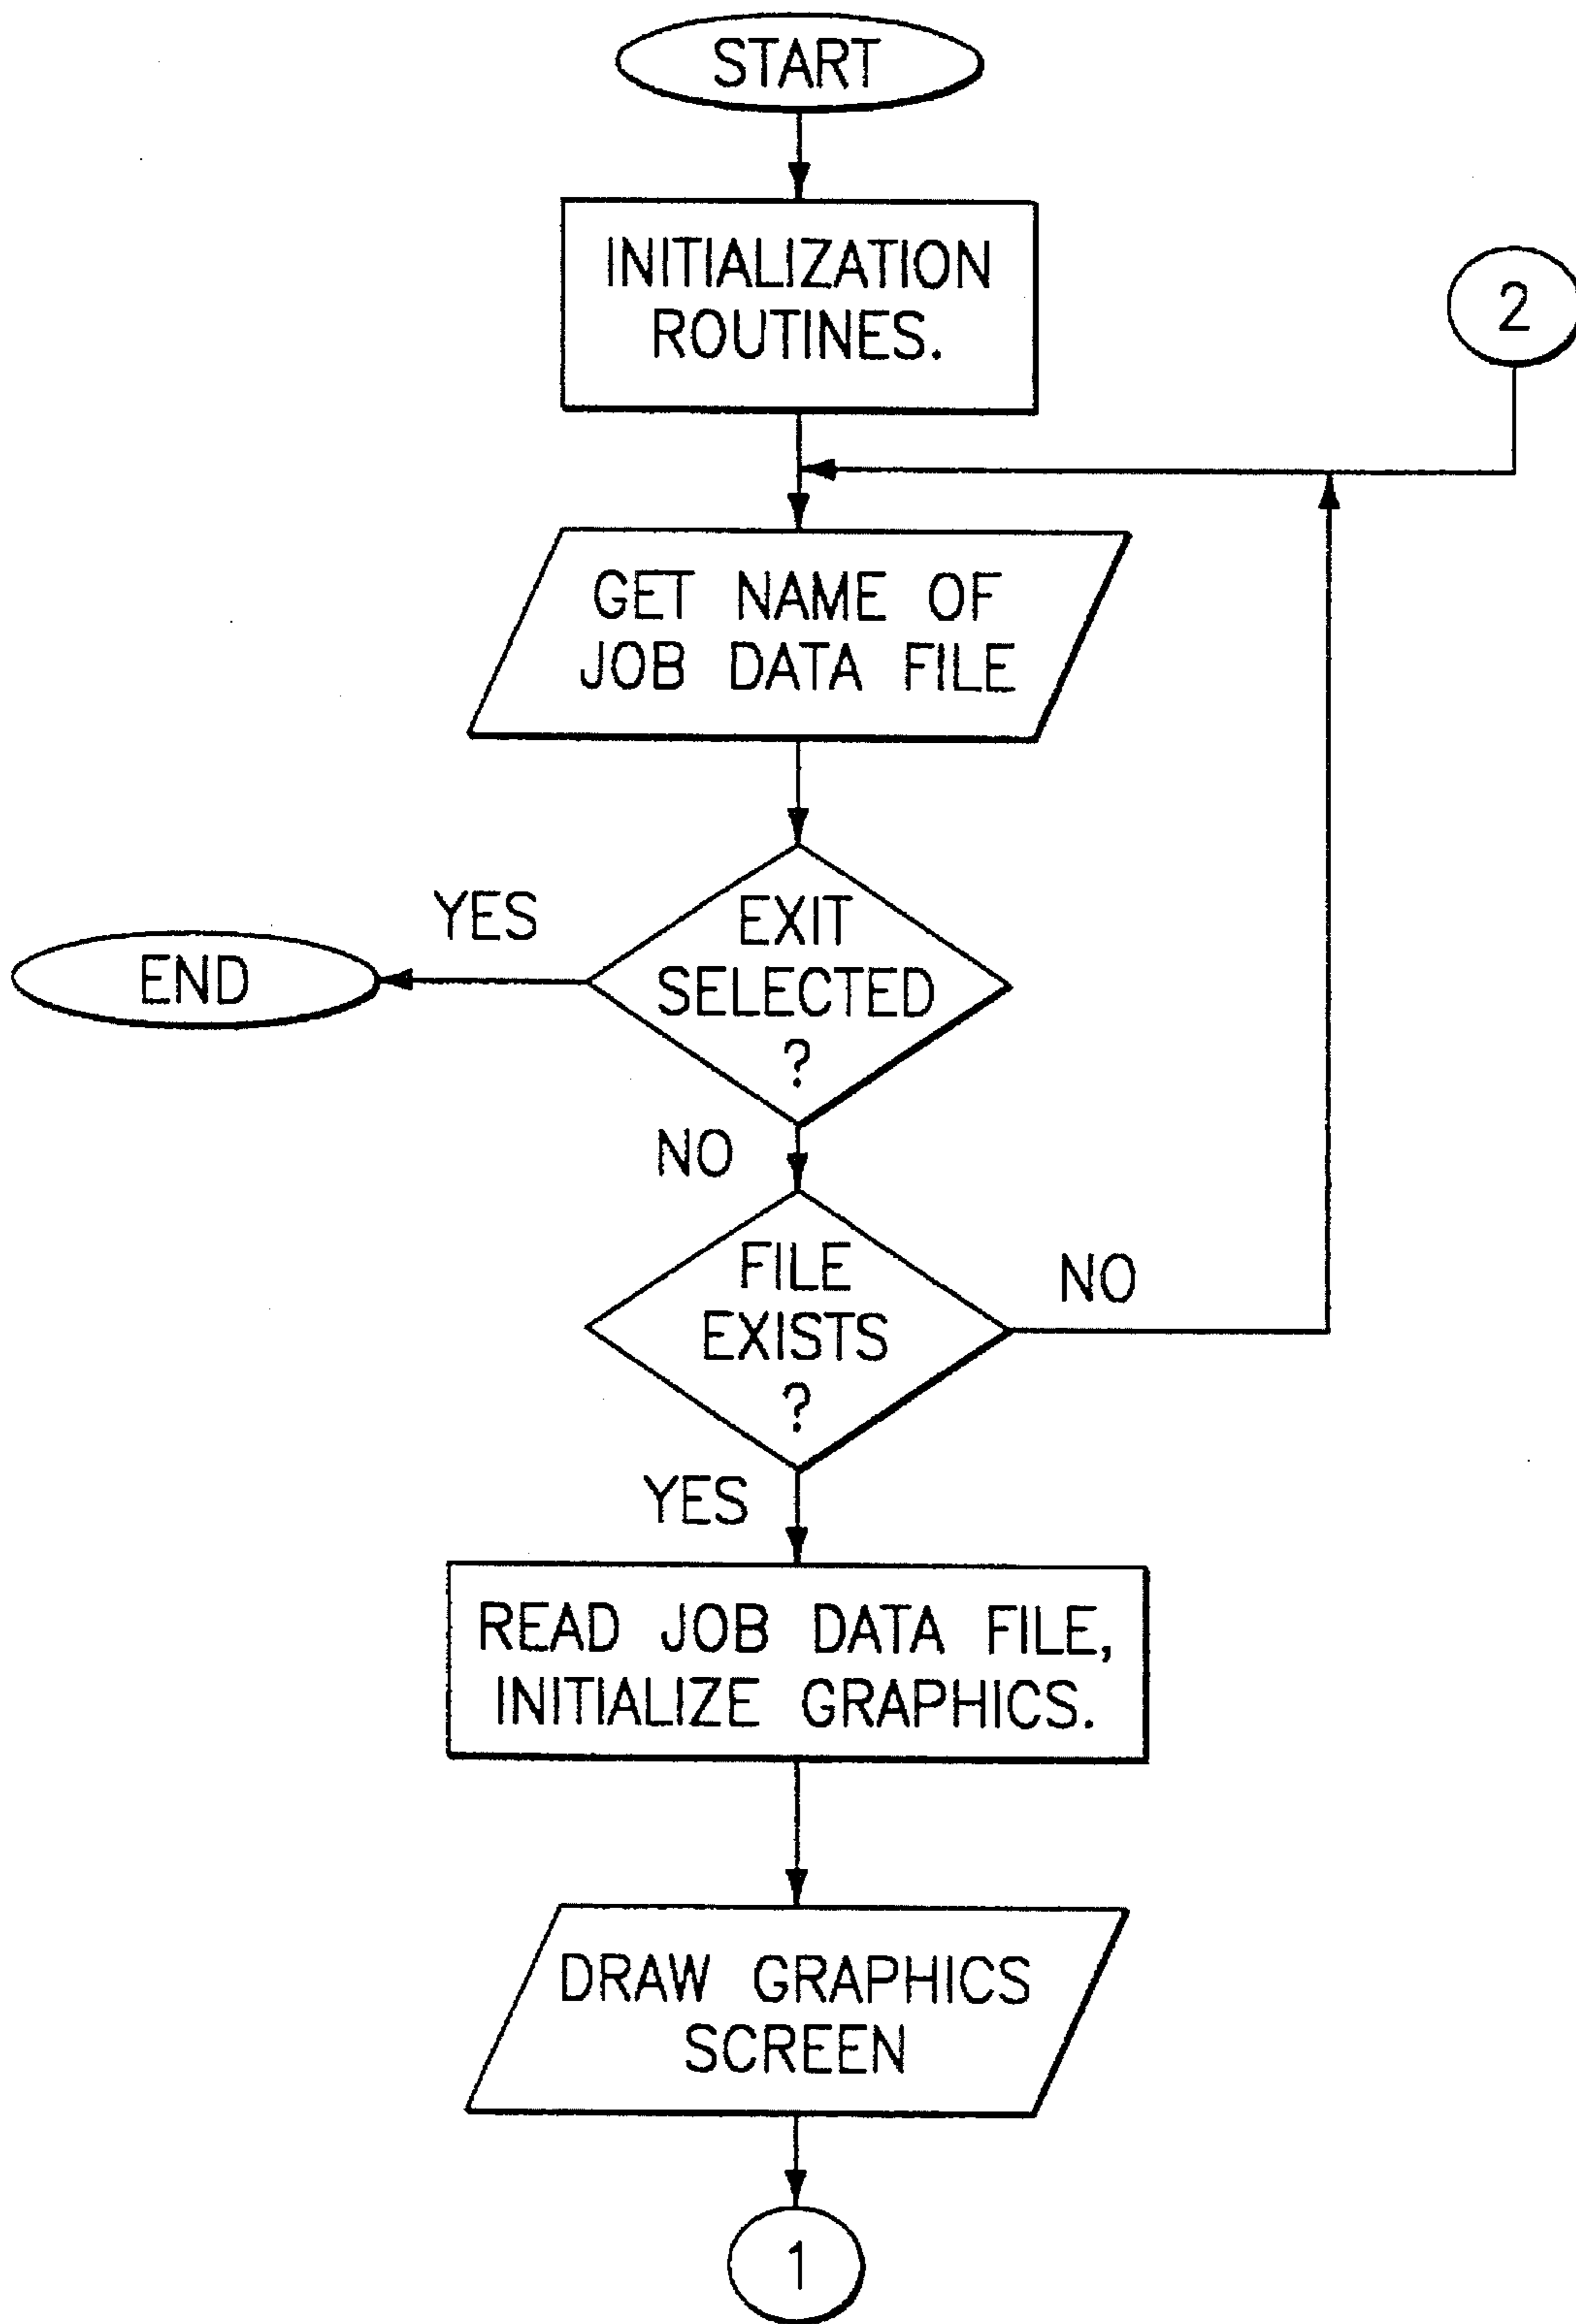 START
INITIALIZATION
ROUTINES.
2
GET NAME OF
JOB DATA FILE
YES
EXIT
SELECTED
?
END
NO
FILE
EXISTS
?
NO
YES
READ JOB DATA FILE,
INITIALIZE GRAPHICS.
DRAW GRAPHICS
SCREEN
1